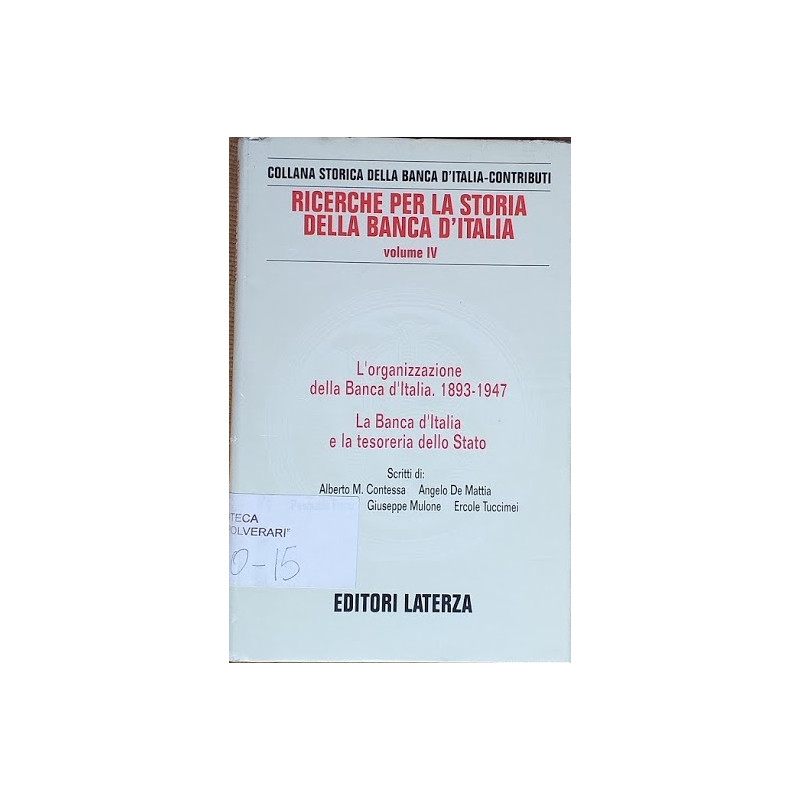 COLLANA STORICA DELLA BANCA D'ITALIA-CONTRIBUTI
RICERCHE PER LA STORIA
DELLA BANCA D'ITALIA
volume IV
L'organizzazione
della Banca d'Italia. 1893-1947
La Banca d'Italia
e la tesoreria dello Stato
Scritti di:
Alberto M. Contessa Angelo De Mattia
Giuseppe Mulone Ercole Tuccimei
TECA
OLVERARI"
0-15
EDITORI LATERZA